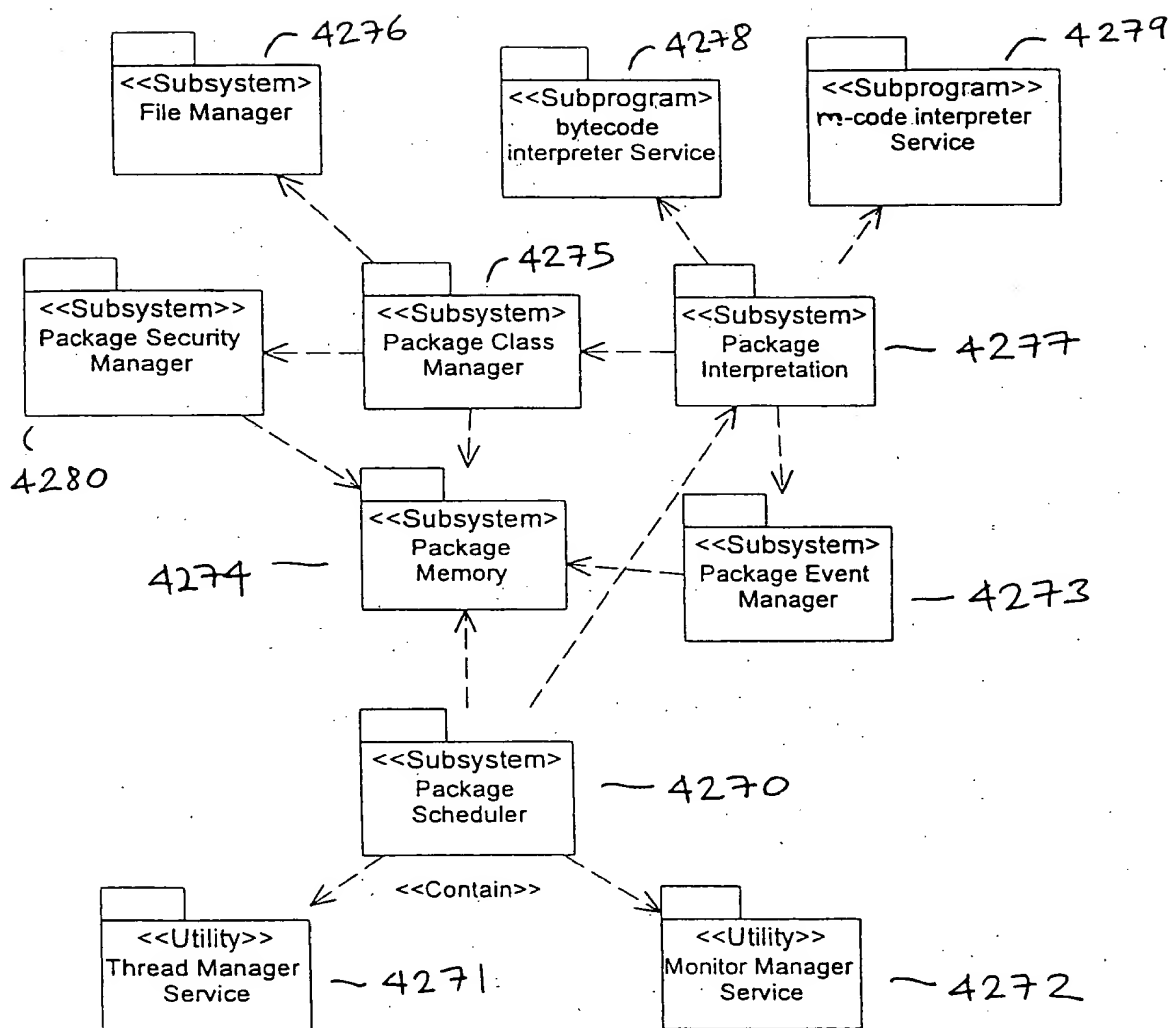 4276
4278
4279
<<Subsystem>
File Manager
<<Subprogram>
bytecode
interpreter Service
<<Subprogram>>
m-code interpreter
Service
4275
<<Subsystem>>
Package Security
Manager
<<Subsystem>
Package Class
Manager
<<Subsystem>
Package
Interpretation
4277
4280
<<Subsystem>
Package
Memory
4274
<<Subsystem>
Package Event
Manager
4273
<<Subsystem>
Package
Scheduler
4270
<<Contain>>
<<Utility>>
Thread Manager
Service
4271
<<Utility>>
Monitor Manager
Service
4272